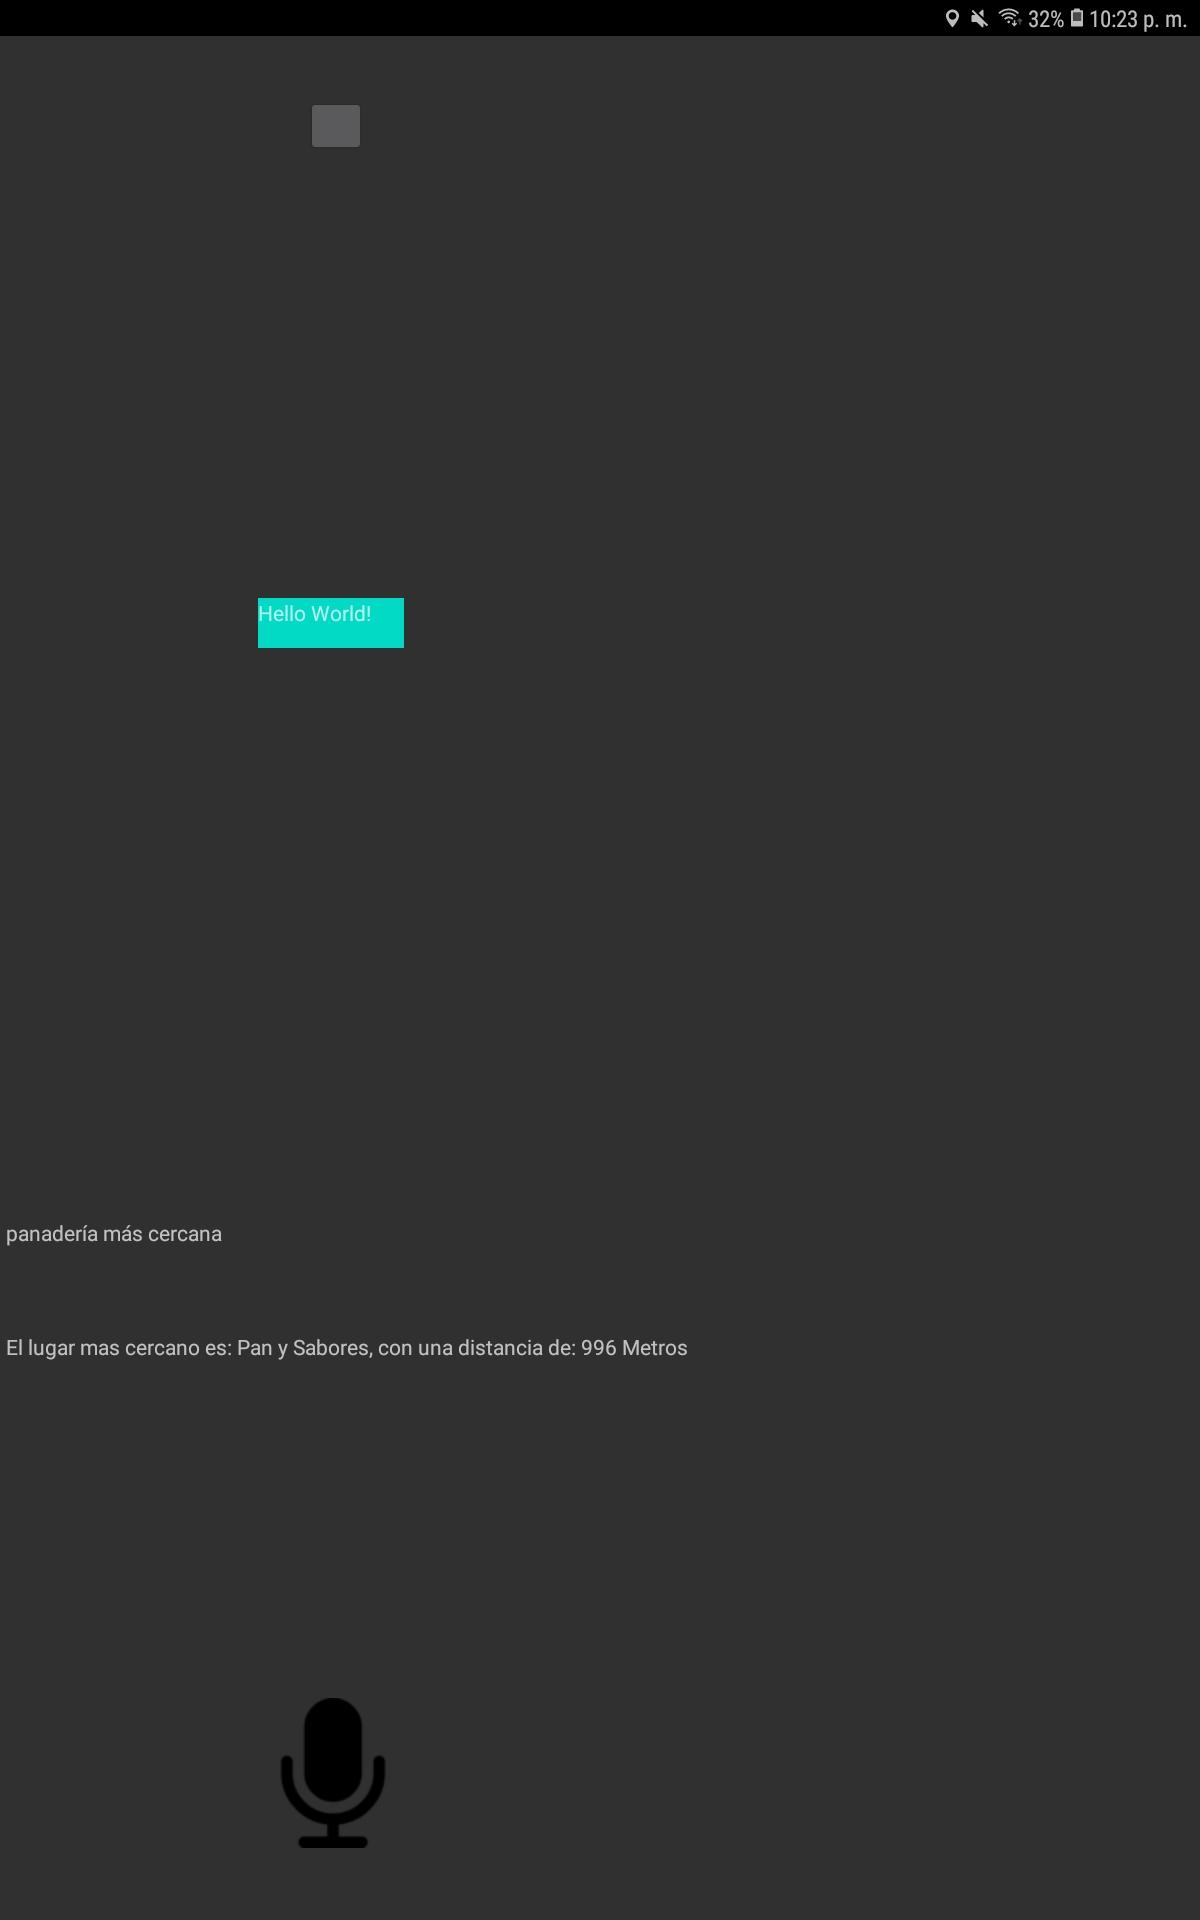 32% 10:23 p. m.
Hello World!
panadería más cercana
El lugar mas cercano es: Pan y Sabores, con una distancia de: 996 Metros